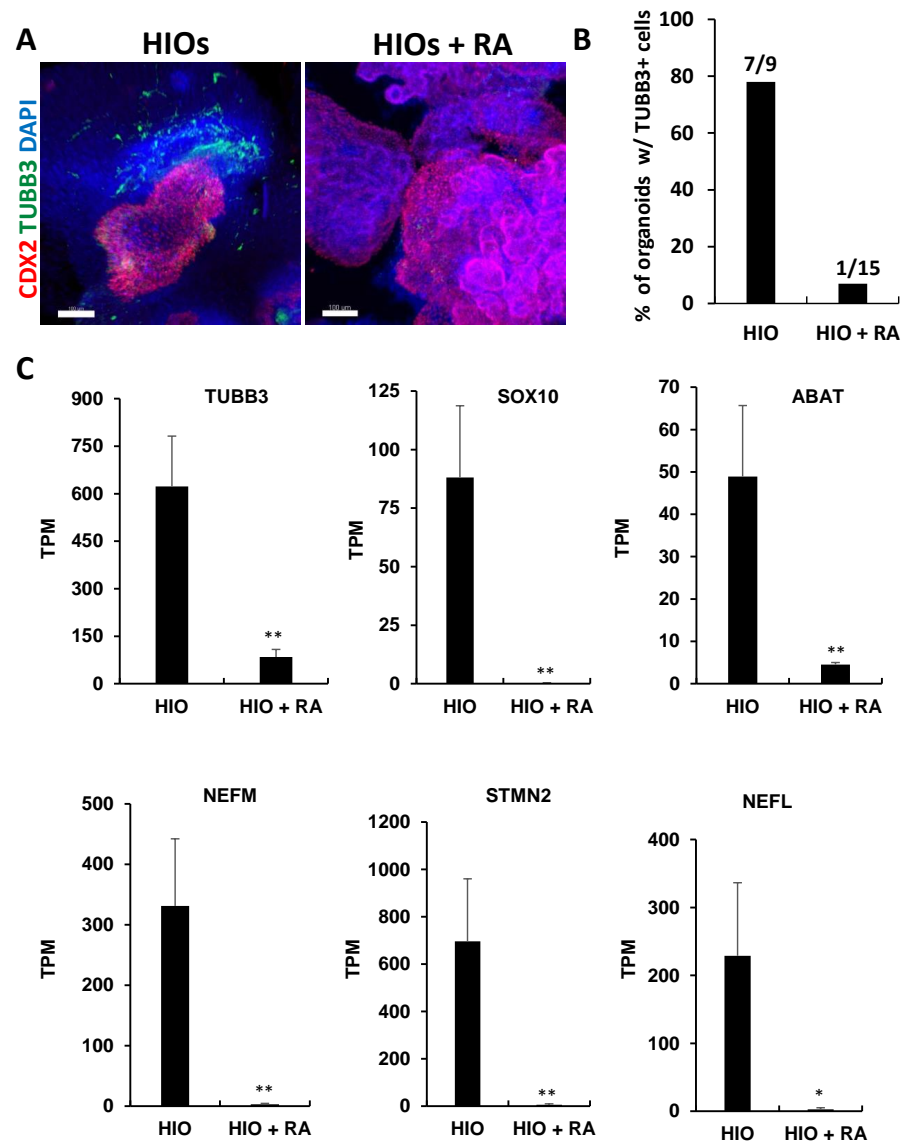 A
HIOs
HIOs + RA
B
CDX2 TUBB3 DAPI
100 μm
% of organoids w/ TUBB3+ cells
100
80
60
40
20
0
7/9
1/15
HIO
HIO + RA
C
TUBB3
TPM
900
750
600
450
300
150
0
**
HIO
HIO + RA
SOX10
TPM
125
100
75
50
25
0
**
HIO
HIO + RA
ABAT
TPM
70
60
50
40
30
20
10
0
**
HIO
HIO + RA
NEFM
TPM
500
400
300
200
100
0
**
HIO
HIO + RA
STMN2
TPM
1200
1000
800
600
400
200
0
**
HIO
HIO + RA
NEFL
TPM
400
300
200
100
0
*
HIO
HIO + RA